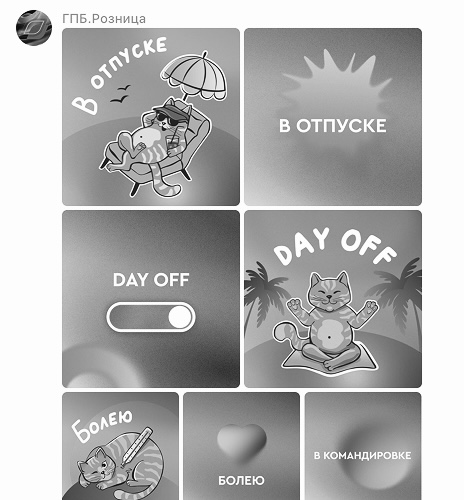 ГПБ.Розница
В ОТПУСКЕ
В ОТПУСКЕ
DAY OFF
DAY OFF
Болею
БОЛЕЮ
В КОМАНДИРОВКЕ